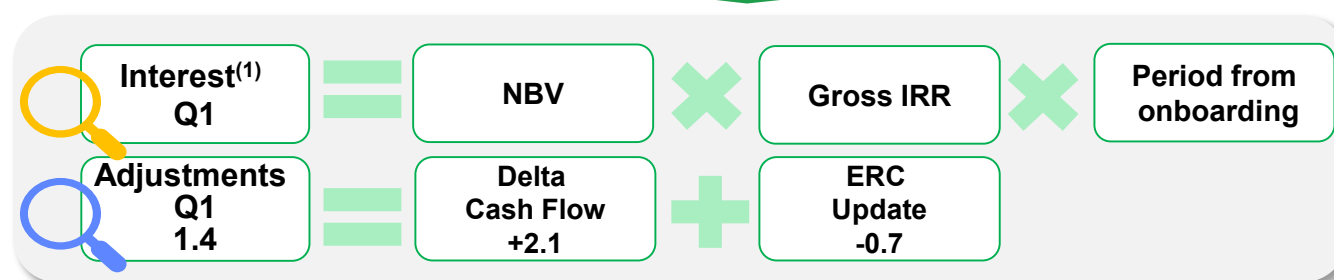 Interest(1)
Q1
NBV
Gross IRR
Period from
onboarding
Adjustments
Q1
1.4
Delta
Cash Flow
+2.1
ERC
Update
-0.7